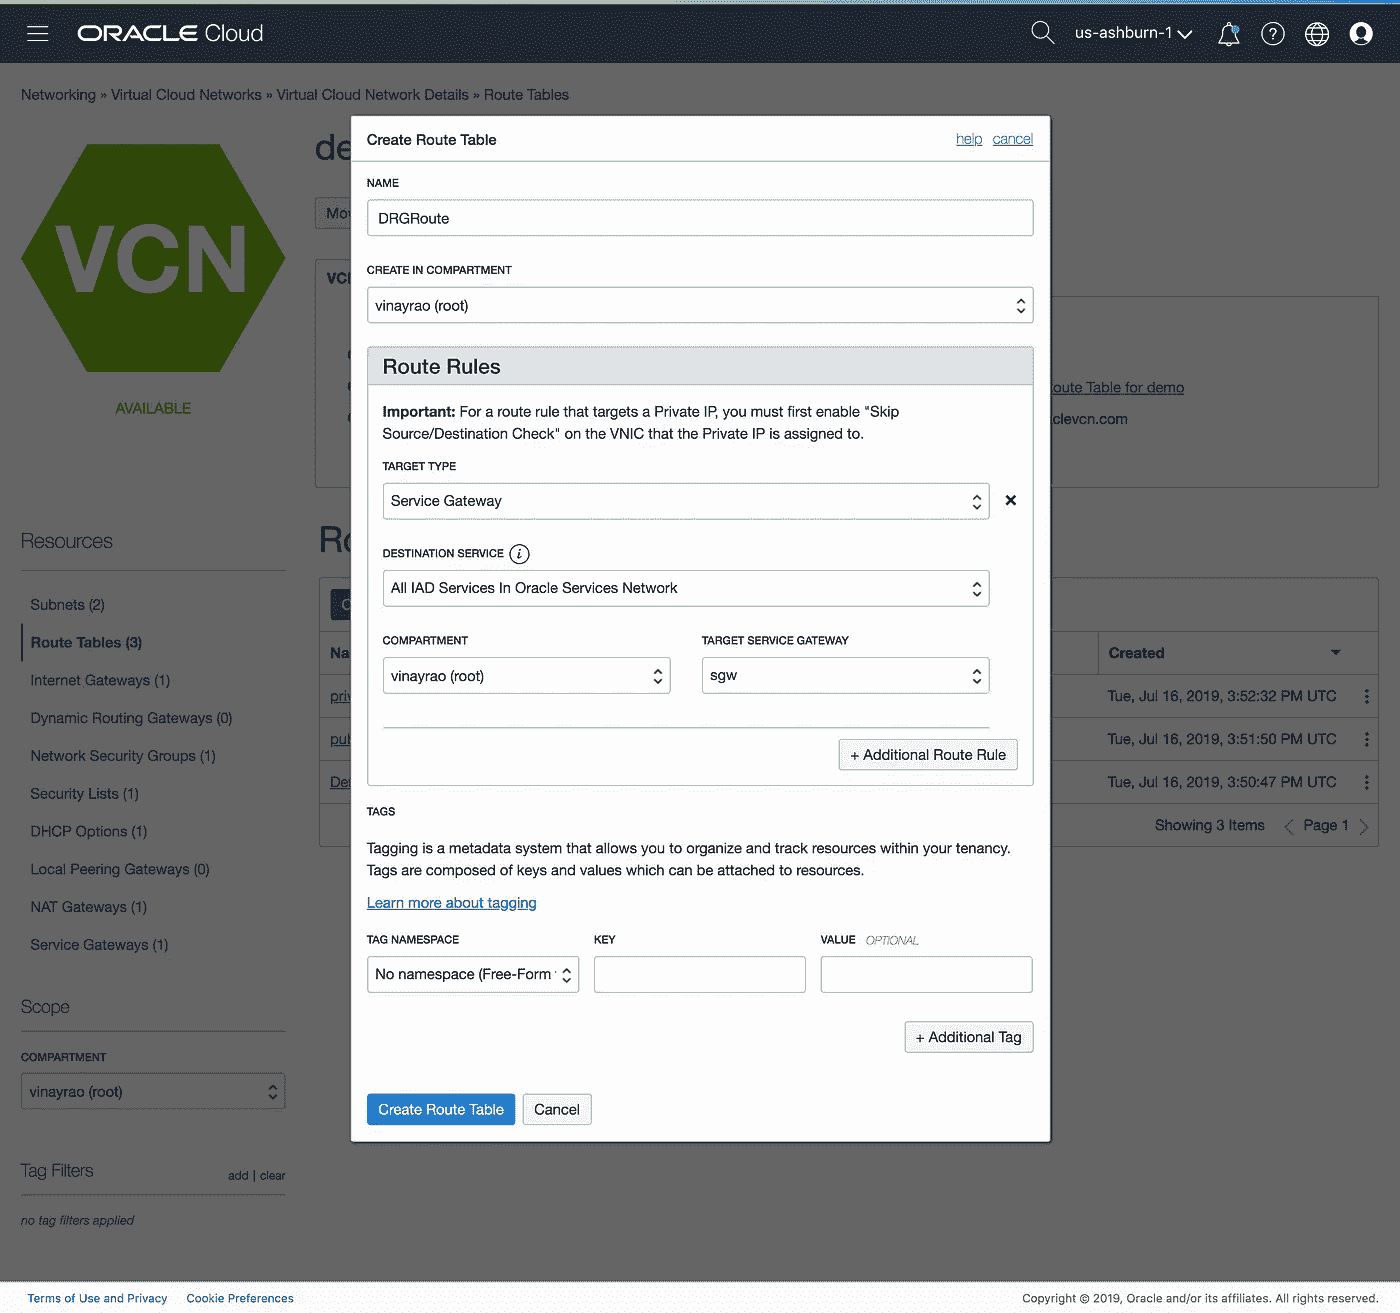 ORACLE Cloud
us-ashburn-1
Networking » Virtual Cloud Networks » Virtual Cloud Network Details » Route Tables
VCN
AVAILABLE
Create Route Table
help cancel
NAME
DRGRoute
CREATE IN COMPARTMENT
vinayrao (root)
Route Rules
Important: For a route rule that targets a Private IP, you must first enable "Skip
Source/Destination Check" on the VNIC that the Private IP is assigned to.
TARGET TYPE
Service Gateway
DESTINATION SERVICE i
All IAD Services In Oracle Services Network
COMPARTMENT
TARGET SERVICE GATEWAY
vinayrao (root)
sgw
+ Additional Route Rule
TAGS
Tagging is a metadata system that allows you to organize and track resources within your tenancy.
Tags are composed of keys and values which can be attached to resources.
Learn more about tagging
TAG NAMESPACE
KEY
VALUE OPTIONAL
No namespace (Free-Form
+ Additional Tag
Create Route Table
Cancel
oute Table for demo
clevcn.com
Created
Tue, Jul 16, 2019, 3:52:32 PM UTC
Tue, Jul 16, 2019, 3:51:50 PM UTC
Tue, Jul 16, 2019, 3:50:47 PM UTC
Showing 3 Items
Page 1
Resources
Subnets (2)
Route Tables (3)
Internet Gateways (1)
Dynamic Routing Gateways (0)
Network Security Groups (1)
Security Lists (1)
DHCP Options (1)
Local Peering Gateways (0)
NAT Gateways (1)
Service Gateways (1)
Scope
COMPARTMENT
vinayrao (root)
Tag Filters
add | clear
no tag filters applied
Terms of Use and Privacy
Cookie Preferences
Copyright © 2019, Oracle and/or its affiliates. All rights reserved.